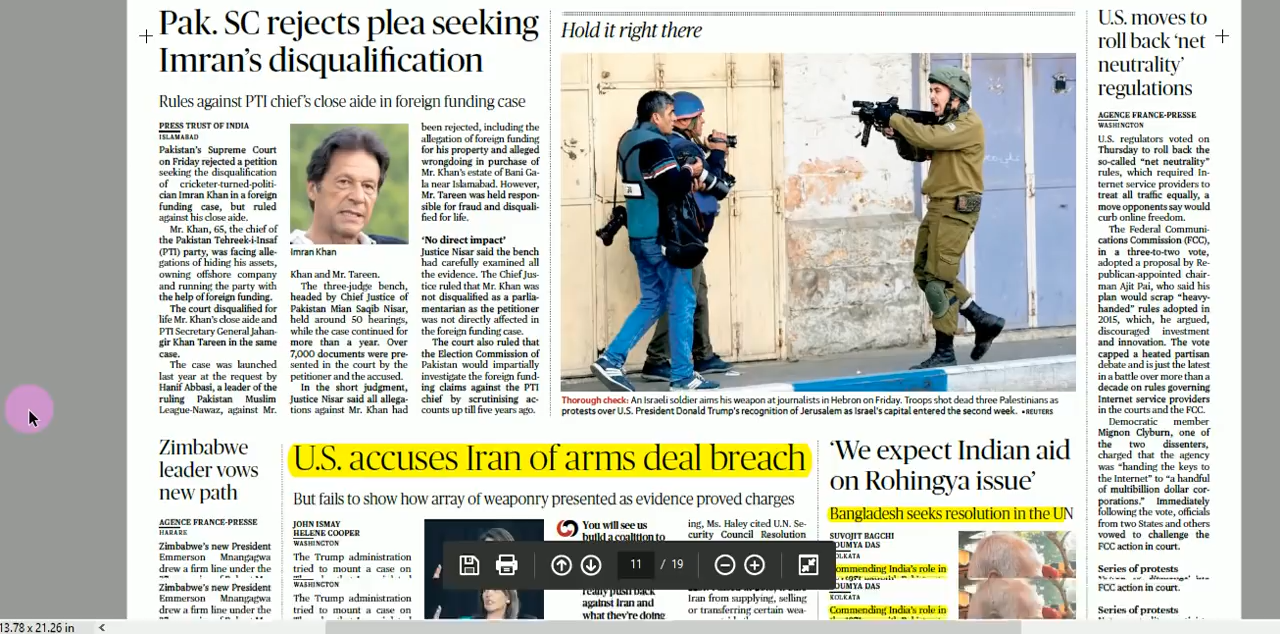 Pak. SC rejects plea seeking
Imran's disqualification
Rules against PTI chief's close aide in foreign funding case
PRESS TRUST OF INDIA
ISLAMABAD
Pakistan's Supreme Court
on Friday rejected a petition
seeking the disqualification
of cricketer-turned-politi-
cian Imran Khan in a foreign
funding case, but ruled
against his close aide.
Mr. Khan, 65, the chief of
the Pakistan Tehreek-i-Insaf
(PTI) party, was facing alle-
gations of hiding his assets,
owning offshore company
and running the party with
the help of foreign funding.
The court disqualified for
life Mr. Khan's close aide and
PTI Secretary General Jahan-
gir Khan Tareen in the same
case.
The case was launched
last year at the request by
Hanif Abbasi, a leader of the
ruling Pakistan Muslim
League-Nawaz, against Mr.
Imran Khan
Khan and Mr. Tareen.
The three-judge bench,
headed by Chief Justice of
Pakistan Mian Saqib Nisar,
held around 50 hearings,
while the case continued for
more than a year. Over
7,000 documents were pre-
sented in the court by the
petitioner and the accused.
In the short judgment,
Justice Nisar said all allega-
tions against Mr. Khan had
been rejected, including the
allegation of foreign funding
for his property and alleged
wrongdoing in purchase of
Mr. Khan's estate of Bani Ga-
la near Islamabad. However,
Mr. Tareen was held respon-
sible for fraud and disquali-
fied for life.
'No direct impact'
Justice Nisar said the bench
had carefully examined all
the evidence. The Chief Jus-
tice ruled that Mr. Khan was
not disqualified as a parlia-
mentarian as the petitioner
was not directly affected in
the foreign funding case.
The court also ruled that
the Election Commission of
Pakistan would impartially
investigate the foreign fund-
ing claims against the PTI
chief by scrutinising ac-
counts up till five years ago.
Hold it right there
Thorough check: An Israeli soldier aims his weapon at journalists in Hebron on Friday. Troops shot dead three Palestinians as
protests over U.S. President Donald Trump's recognition of Jerusalem as Israel's capital entered the second week. •REUTERS
U.S. moves to
roll back 'net
neutrality'
regulations
AGENCE FRANCE-PRESSE
WASHINGTON
U.S. regulators voted on
Thursday to roll back the
so-called "net neutrality"
rules, which required In-
ternet service providers to
treat all traffic equally, a
move opponents say would
curb online freedom.
The Federal Communi-
cations Commission (FCC),
in a three-to-two vote,
adopted a proposal by Re-
publican-appointed chair-
man Ajit Pai, who said his
plan would scrap "heavy-
handed" rules adopted in
2015, which, he argued,
discouraged investment
and innovation. The vote
capped a heated partisan
debate and is just the latest
in a battle over more than a
decade on rules governing
Internet service providers
in the courts and the FCC.
Democratic member
Mignon Clyburn, one of
the two dissenters,
charged that the agency
was "handing the keys to
the Internet" to "a handful
of multibillion dollar cor-
porations." Immediately
following the vote, officials
from two States and others
vowed to challenge the
FCC action in court.
Series of protests
FCC action in court.
Series of protests
Zimbabwe
leader vows
new path
AGENCE FRANCE-PRESSE
HARARE
Zimbabwe's new President
Emmerson Mnangagwa
drew a firm line under the
Zimbabwe's new President
Emmerson Mnangagwa
drew a firm line under the
U.S. accuses Iran of arms deal breach
But fails to show how array of weaponry presented as evidence proved charges
JOHN ISMAY
HELENE COOPER
WASHINGTON
The Trump administration
tried to mount a case on
WASHINGTON
The Trump administration
tried to mount a case on
You will see us
build a coalition to
really push back
against Iran and
what they're doing
ing, Ms. Haley cited U.N. Se-
curity Council Resolution
Iran from supplying, selling
or transferring certain wea-
'We expect Indian aid
on Rohingya issue'
Bangladesh seeks resolution in the UN
SUVOJIT BAGCHI
SOUMYA DAS
KOLKATA
Commending India's role in
SOUMYA DAS
KOLKATA
Commending India's role in
11 / 19
13.78 x 21.26 in